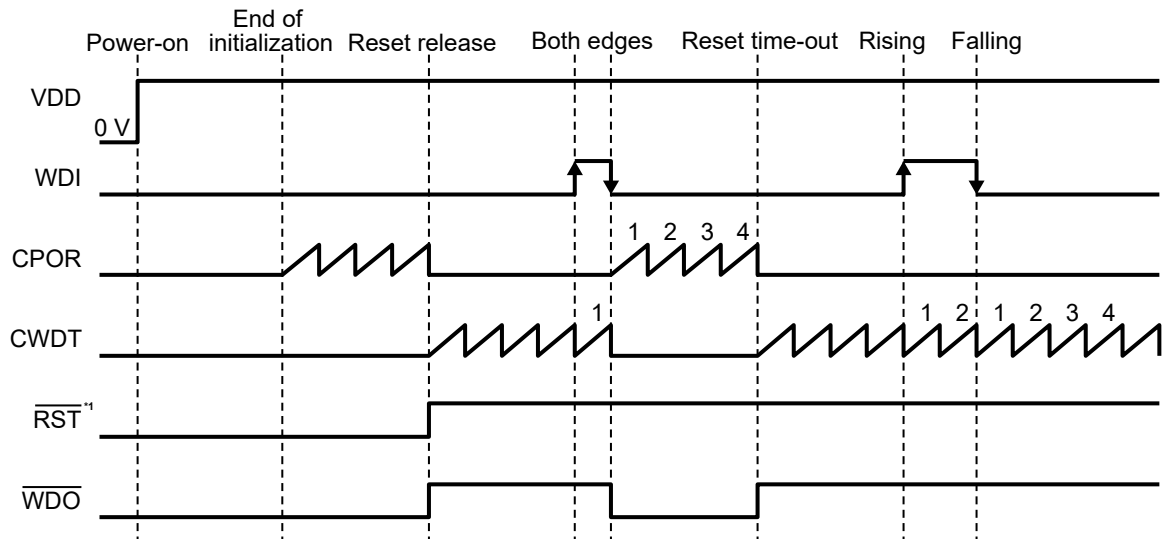 End of
Power-on initialization Reset release Both edges Reset time-out Rising Falling
VDD
0 V
WDI
1 2 3 4
CPOR
1 1 2 1 2 3 4
CWDT
RST*1
WDO